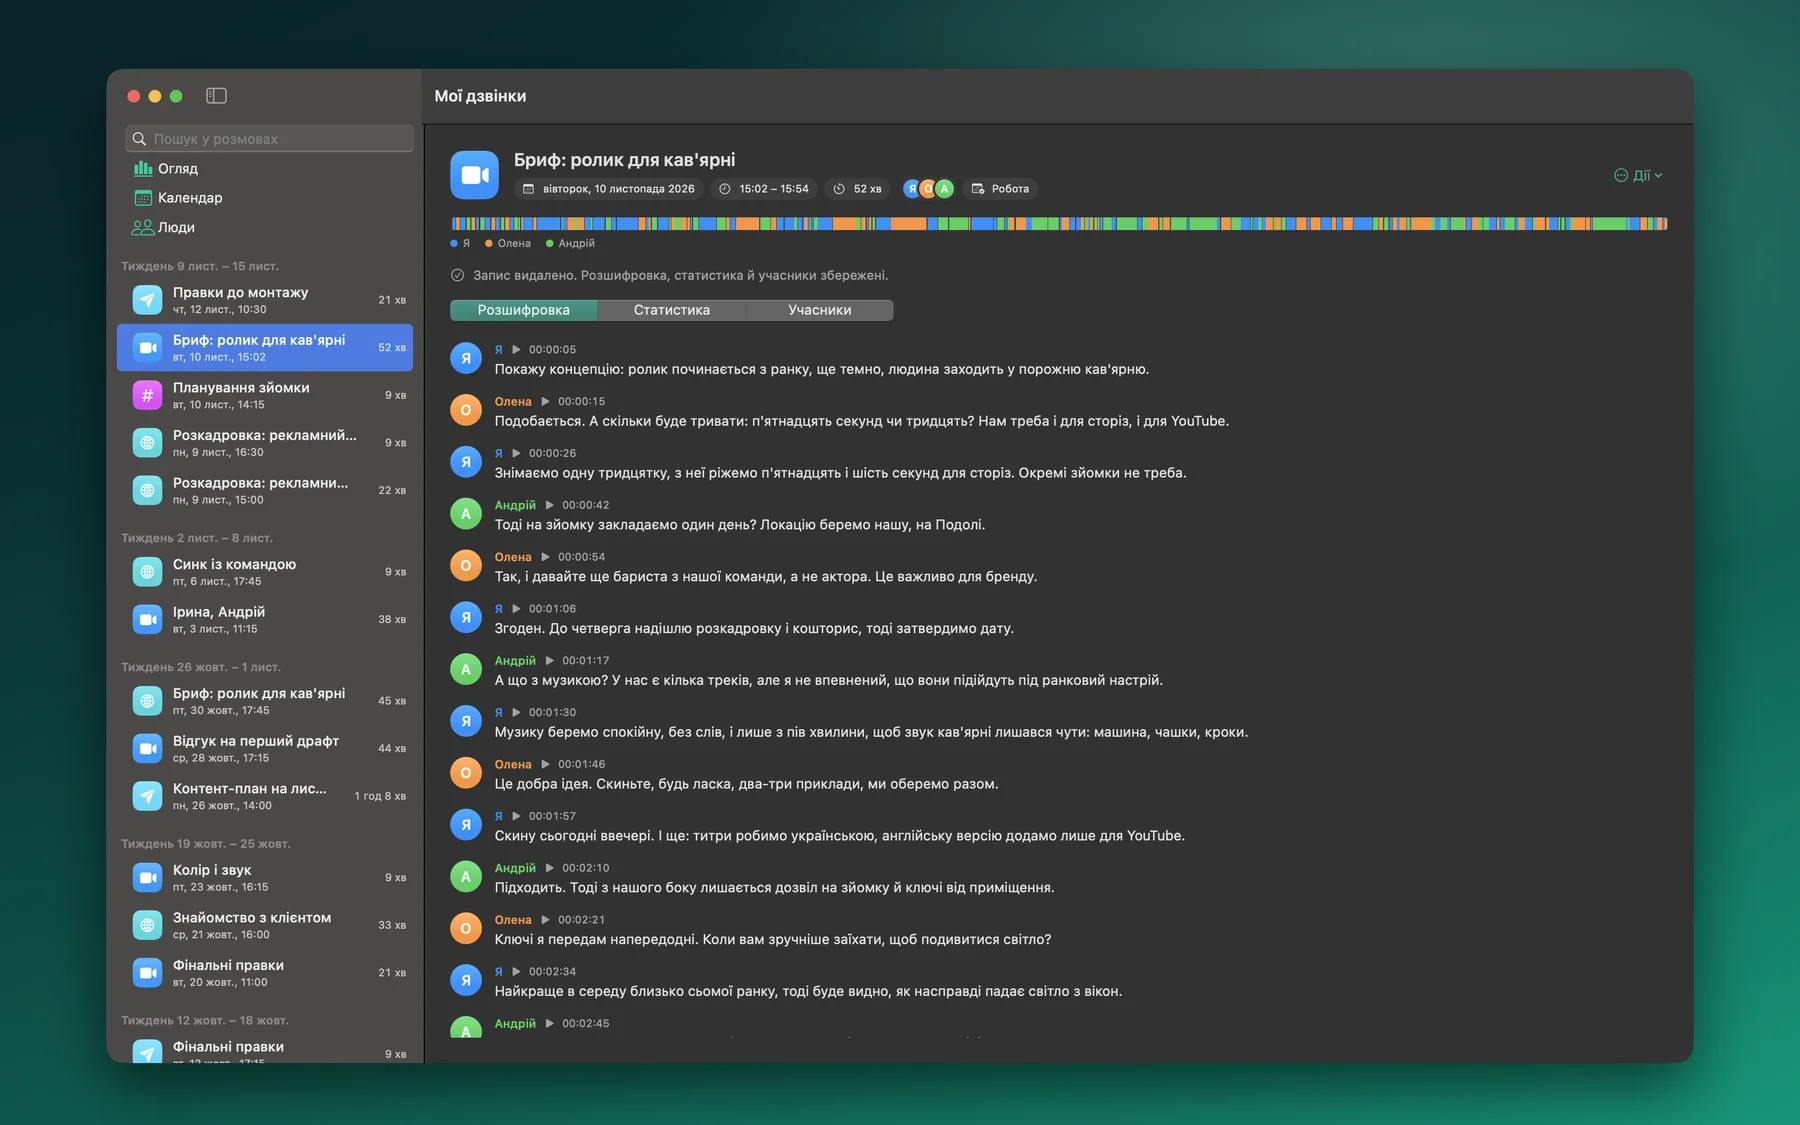 Мої дзвінки
Пошук у розмовах
Огляд
Календар
Люди
Тиждень 9 лист. – 15 лист.
Правки до монтажу
чт, 12 лист., 10:30
21 хв
Бриф: ролик для кав'ярні
вт, 10 лист., 15:02
52 хв
Планування зйомки
вт, 10 лист., 14:15
9 хв
Розкадровка: рекламний...
пн, 9 лист., 16:30
9 хв
Розкадровка: рекламни...
пн, 9 лист., 15:00
22 хв
Тиждень 2 лист. – 8 лист.
Синк із командою
пт, 6 лист., 17:45
9 хв
Ірина, Андрій
вт, 3 лист., 11:15
38 хв
Тиждень 26 жовт. – 1 лист.
Бриф: ролик для кав'ярні
пт, 30 жовт., 17:45
45 хв
Відгук на перший драфт
ср, 28 жовт., 17:15
44 хв
Контент-план на лис...
пн, 26 жовт., 14:00
1 год 8 хв
Тиждень 19 жовт. – 25 жовт.
Колір і звук
пт, 23 жовт., 16:15
9 хв
Знайомство з клієнтом
ср, 21 жовт., 16:00
33 хв
Фінальні правки
вт, 20 жовт., 11:00
21 хв
Тиждень 12 жовт. – 18 жовт.
Фінальні правки
9 хв
Бриф: ролик для кав'ярні
вівторок, 10 листопада 2026
15:02 – 15:54
52 хв
Я О А
Робота
Дії
Я Олена Андрій
Запис видалено. Розшифровка, статистика й учасники збережені.
Розшифровка Статистика Учасники
Я
Я 00:00:05
Покажу концепцію: ролик починається з ранку, ще темно, людина заходить у порожню кав'ярню.
О
Олена 00:00:15
Подобається. А скільки буде тривати: п'ятнадцять секунд чи тридцять? Нам треба і для сторіз, і для YouTube.
Я
Я 00:00:26
Знімаємо одну тридцятку, з неї ріжемо п'ятнадцять і шість секунд для сторіз. Окремі зйомки не треба.
А
Андрій 00:00:42
Тоді на зйомку закладаємо один день? Локацію беремо нашу, на Подолі.
О
Олена 00:00:54
Так, і давайте ще бариста з нашої команди, а не актора. Це важливо для бренду.
Я
Я 00:01:06
Згоден. До четверга надішлю розкадровку і кошторис, тоді затвердимо дату.
А
Андрій 00:01:17
А що з музикою? У нас є кілька треків, але я не впевнений, що вони підійдуть під ранковий настрій.
Я
Я 00:01:30
Музику беремо спокійну, без слів, і лише з пів хвилини, щоб звук кав'ярні лишався чути: машина, чашки, кроки.
О
Олена 00:01:46
Це добра ідея. Скиньте, будь ласка, два-три приклади, ми оберемо разом.
Я
Я 00:01:57
Скину сьогодні ввечері. І ще: титри робимо українською, англійську версію додамо лише для YouTube.
А
Андрій 00:02:10
Підходить. Тоді з нашого боку лишається дозвіл на зйомку й ключі від приміщення.
О
Олена 00:02:21
Ключі я передам напередодні. Коли вам зручніше заїхати, щоб подивитися світло?
Я
Я 00:02:34
Найкраще в середу близько сьомої ранку, тоді буде видно, як насправді падає світло з вікон.
А
Андрій 00:02:45